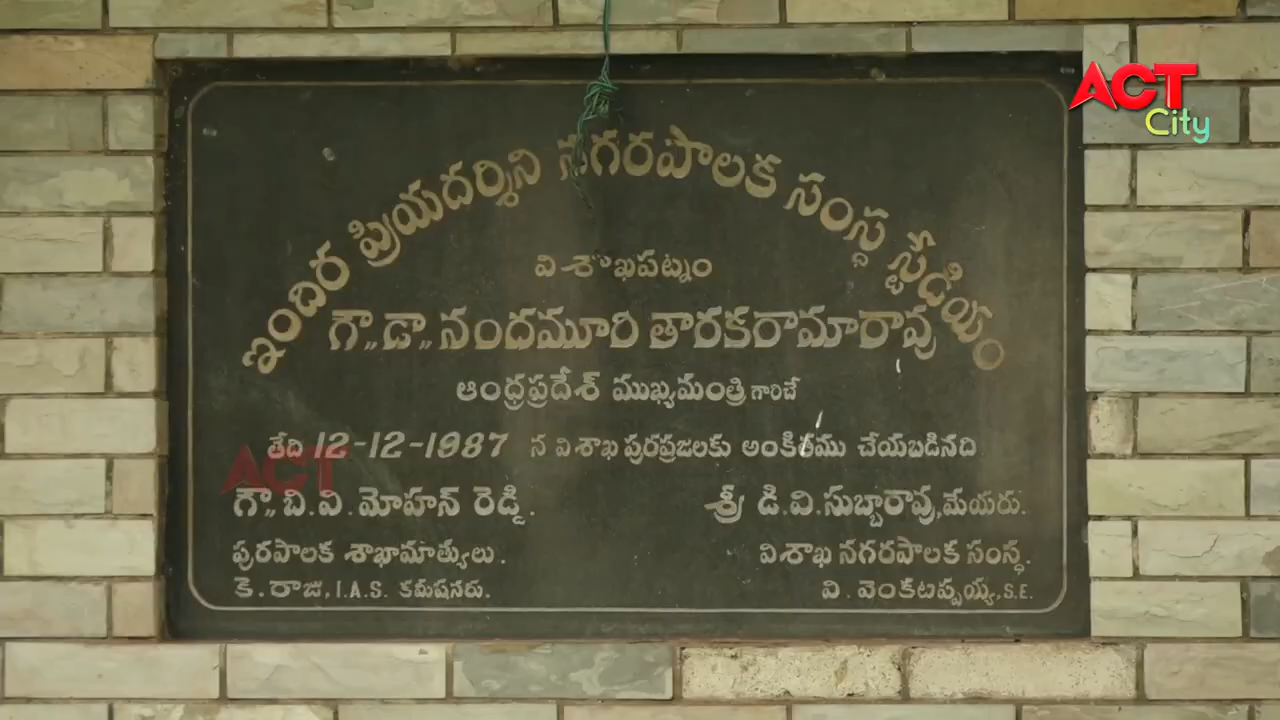 ACT
City
ఇందిర ప్రియదర్శిని నగరపాలక సంస్థ స్టేడియం
విశాఖపట్నం
గౌ,, డా,, నందమూరి తారకరామారావు
ఆంధ్రప్రదేశ్ ముఖ్యమంత్రి గారిచే
తేది 12-12-1987 న విశాఖ పురప్రజలకు అంకితము చేయబడినది
ACT
గౌ,, బి.వి.మోహన్ రెడ్డి. శ్రీ డి.వి.సుబ్బారావు,మేయరు.
పురపాలక శాఖామాత్యులు. విశాఖ నగరపాలక సంస్థ.
కె.రాజు,I.A.S. కమిషనరు. వి.వెంకటప్పయ్య,S.E.